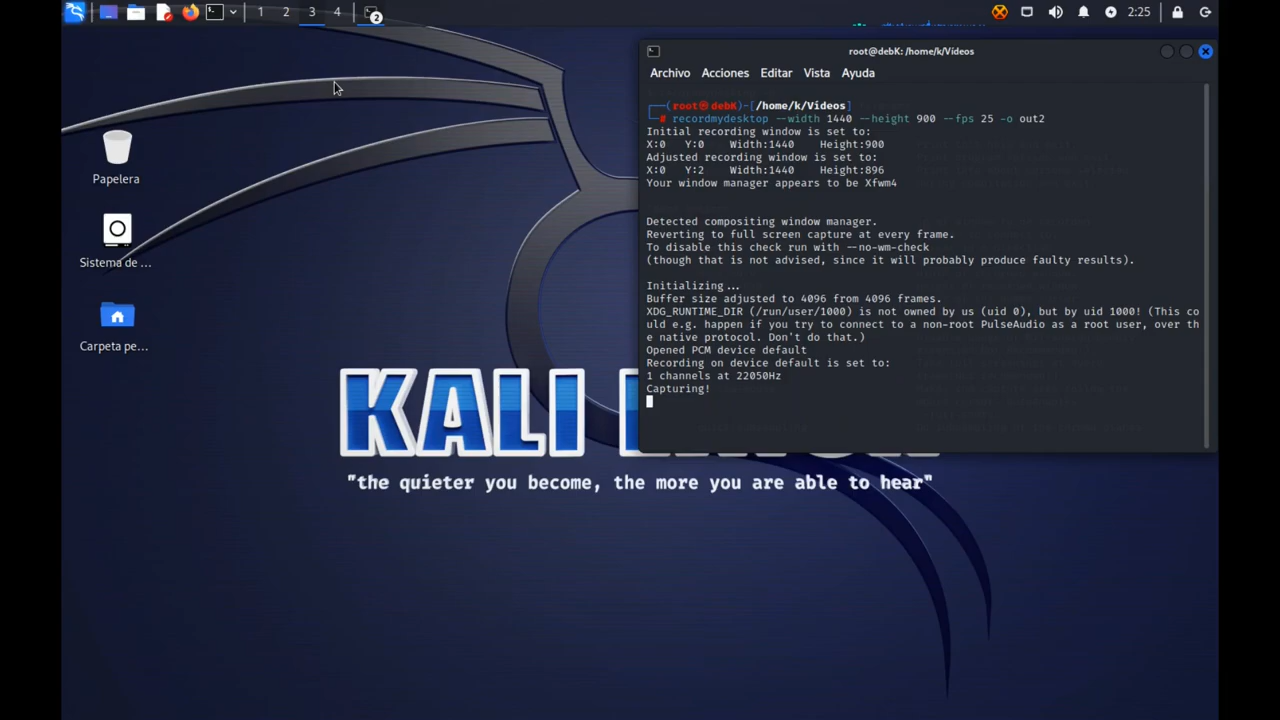 1 2 3 4 2 2:25
root@debK: /home/k/Videos
Archivo Acciones Editar Vista Ayuda
┌──(root㉿debK)-[/home/k/Videos]
└─# recordmydesktop --width 1440 --height 900 --fps 25 -o out2
Initial recording window is set to:
X:0 Y:0 Width:1440 Height:900
Adjusted recording window is set to:
X:0 Y:2 Width:1440 Height:896
Your window manager appears to be Xfwm4
Detected compositing window manager.
Reverting to full screen capture at every frame.
To disable this check run with --no-wm-check
(though that is not advised, since it will probably produce faulty results).
Initializing...
Buffer size adjusted to 4096 from 4096 frames.
XDG_RUNTIME_DIR (/run/user/1000) is not owned by us (uid 0), but by uid 1000! (This co
uld e.g. happen if you try to connect to a non-root PulseAudio as a root user, over th
e native protocol. Don't do that.)
Opened PCM device default
Recording on device default is set to:
1 channels at 22050Hz
Capturing!
Papelera
Sistema de ...
Carpeta pe...
KALI
"the quieter you become, the more you are able to hear"